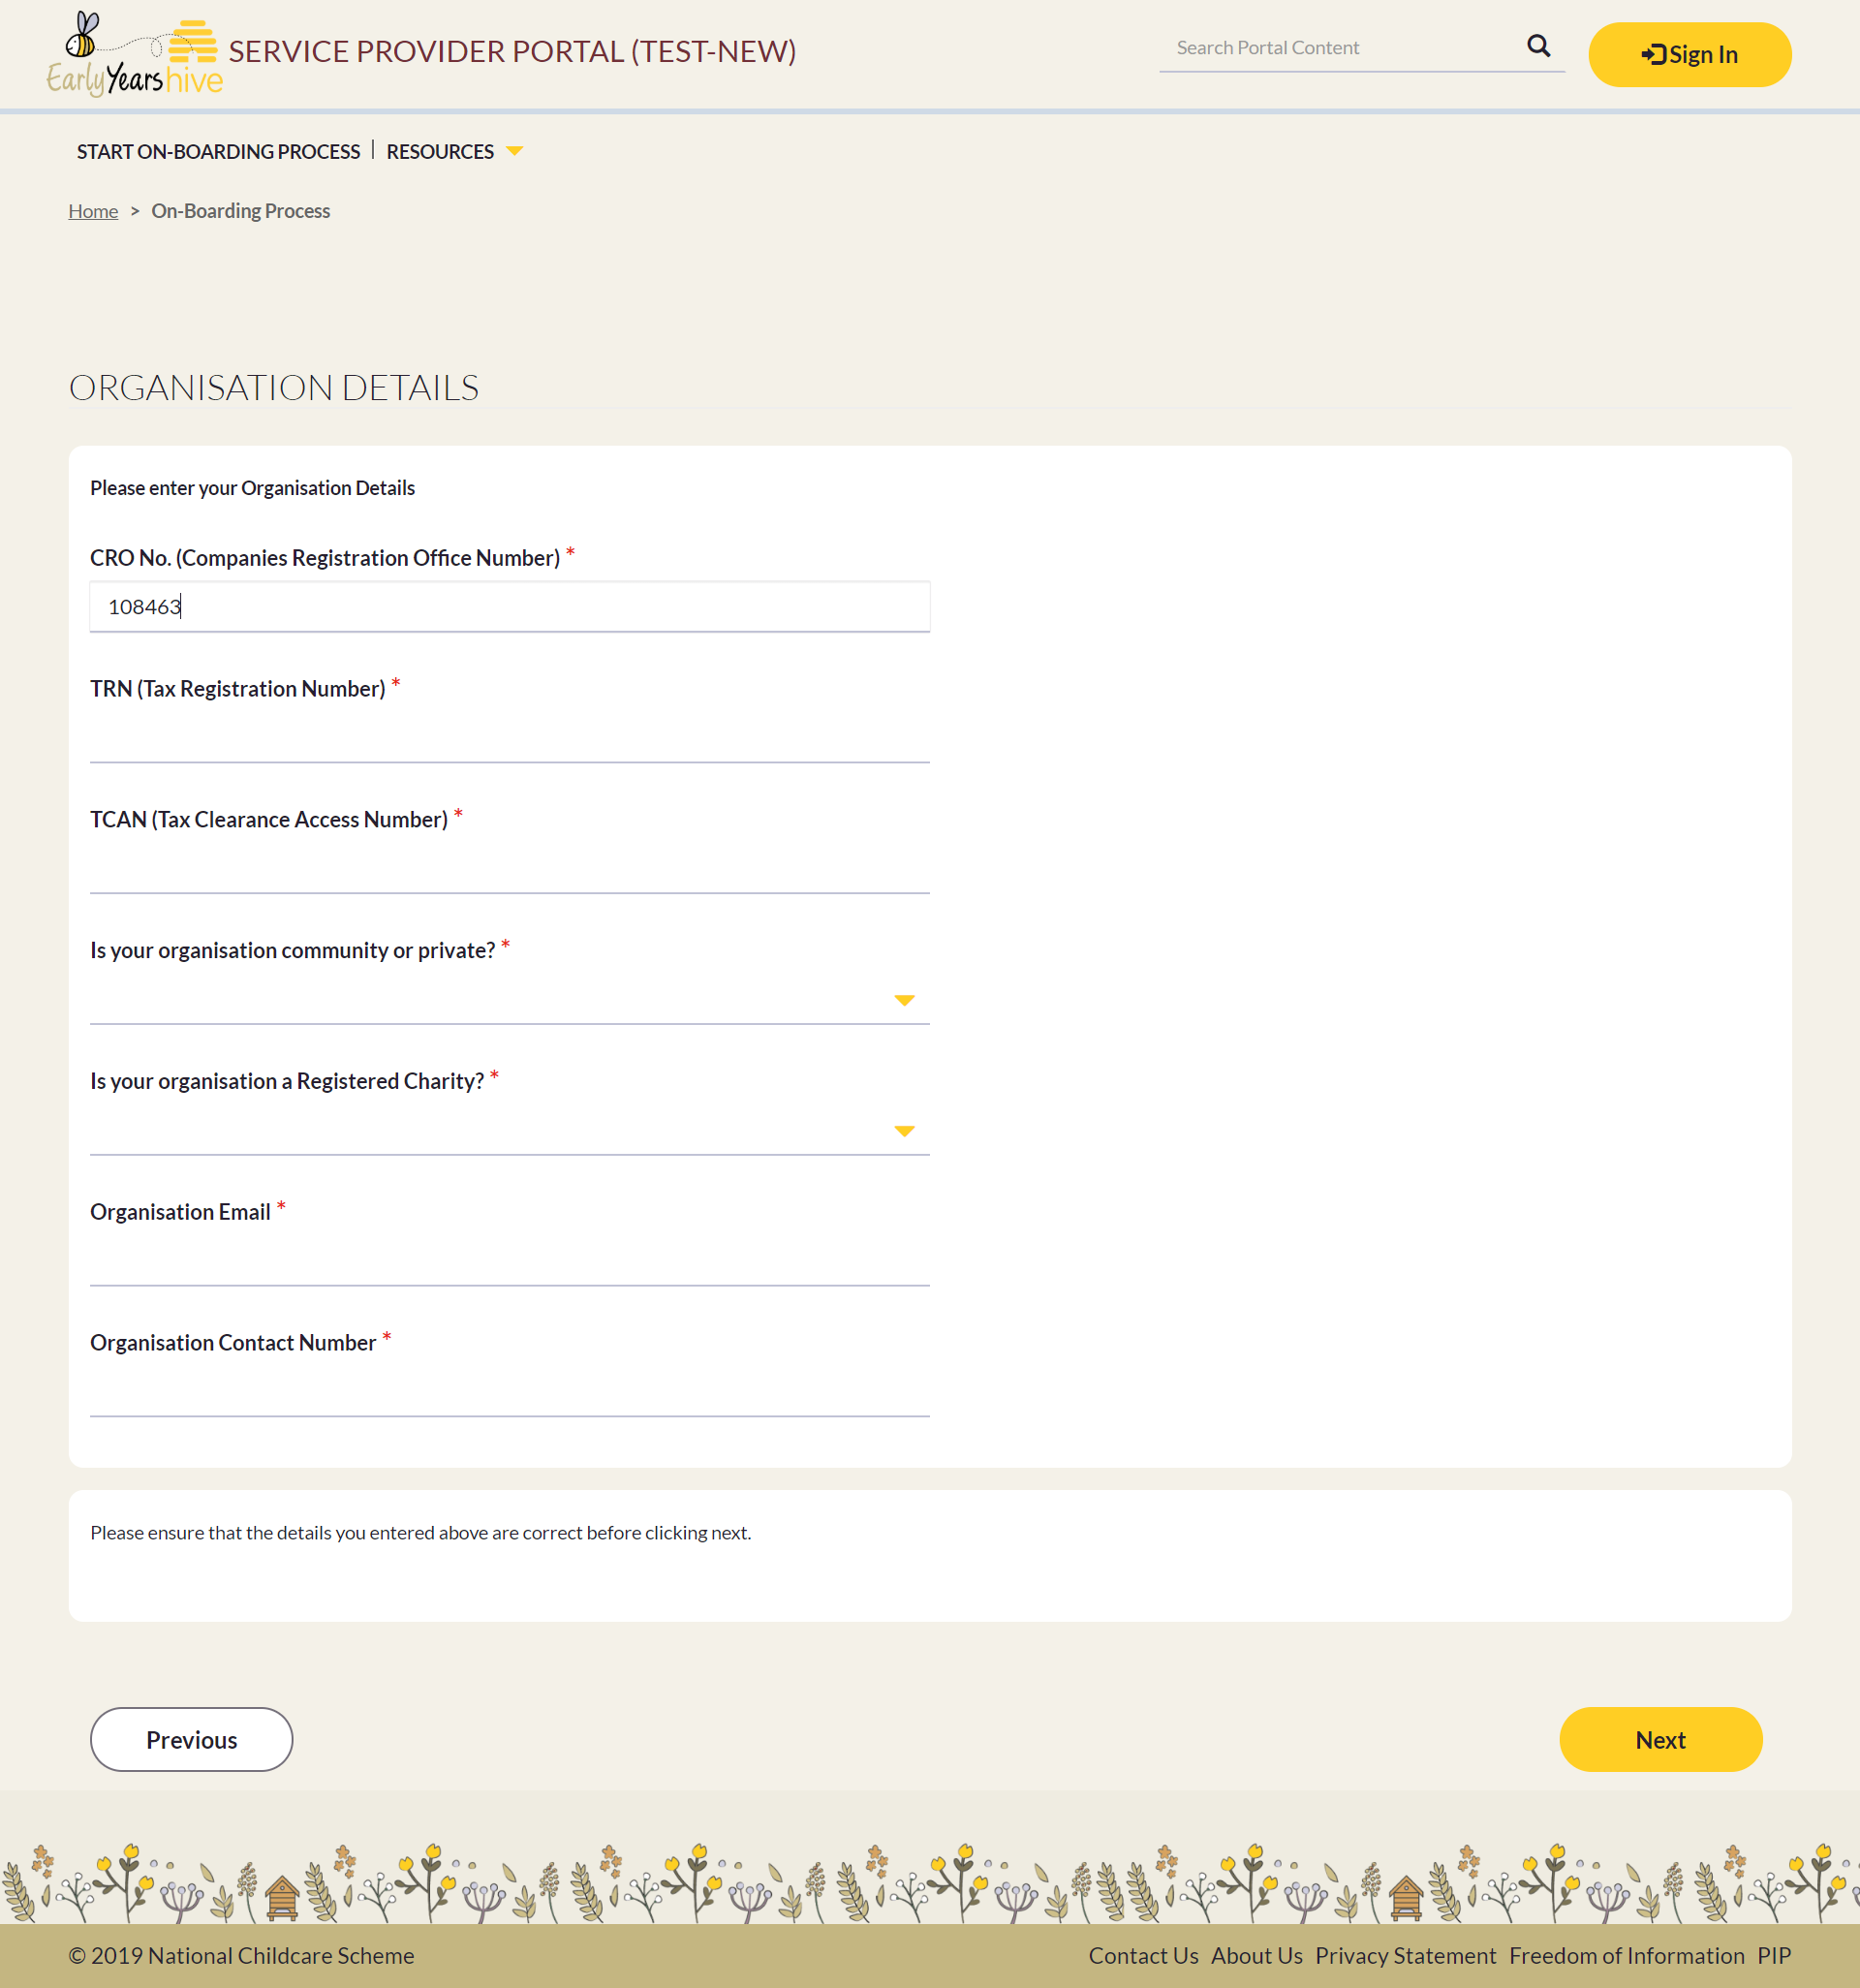 EarlyYearshive
SERVICE PROVIDER PORTAL (TEST-NEW)
Search Portal Content
Sign In
START ON-BOARDING PROCESS | RESOURCES
Home > On-Boarding Process
ORGANISATION DETAILS
Please enter your Organisation Details
CRO No. (Companies Registration Office Number) *
108463
TRN (Tax Registration Number) *
TCAN (Tax Clearance Access Number) *
Is your organisation community or private? *
Is your organisation a Registered Charity? *
Organisation Email *
Organisation Contact Number *
Please ensure that the details you entered above are correct before clicking next.
Previous
Next
© 2019 National Childcare Scheme
Contact Us About Us Privacy Statement Freedom of Information PIP